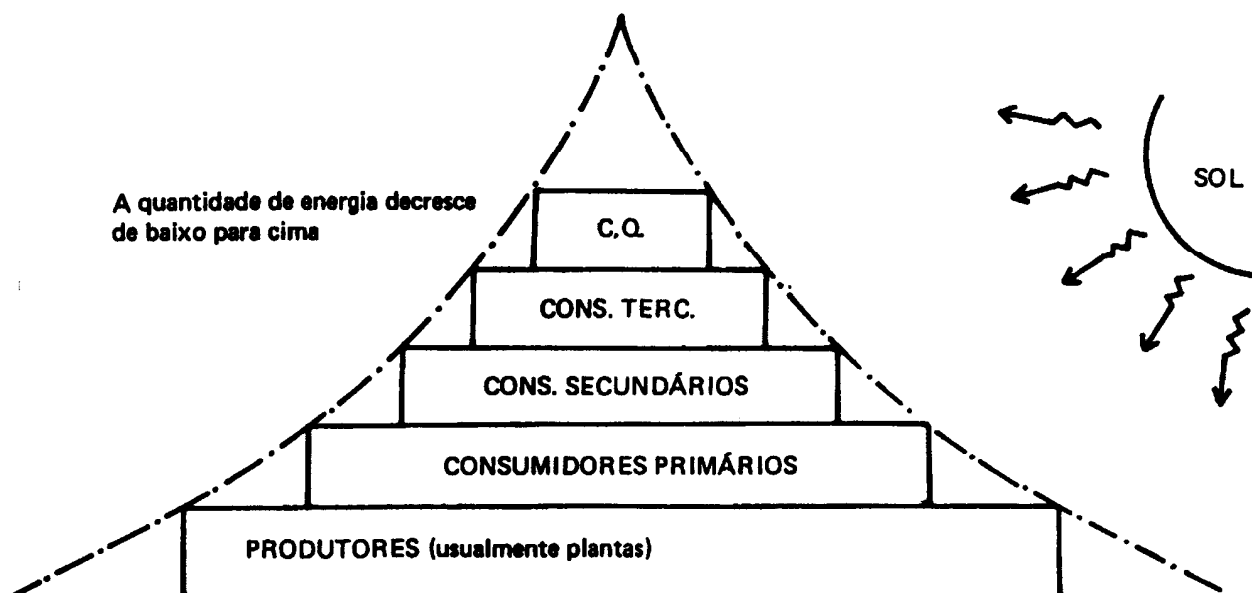 A quantidade de energia decresce
de baixo para cima
SOL
C.Q.
CONS. TERC.
CONS. SECUNDÁRIOS
CONSUMIDORES PRIMÁRIOS
PRODUTORES (usualmente plantas)